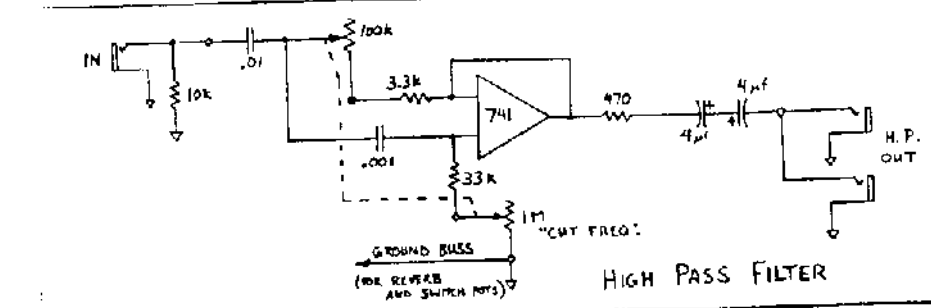 IN
10k
.01
100k
3.3k
.001
741
33k
1M
"CUT FREQ".
470
4µf
4µf
H.P.
OUT
GROUND BUSS
(FOR REVERB
AND SWITCH POTS)
HIGH PASS FILTER